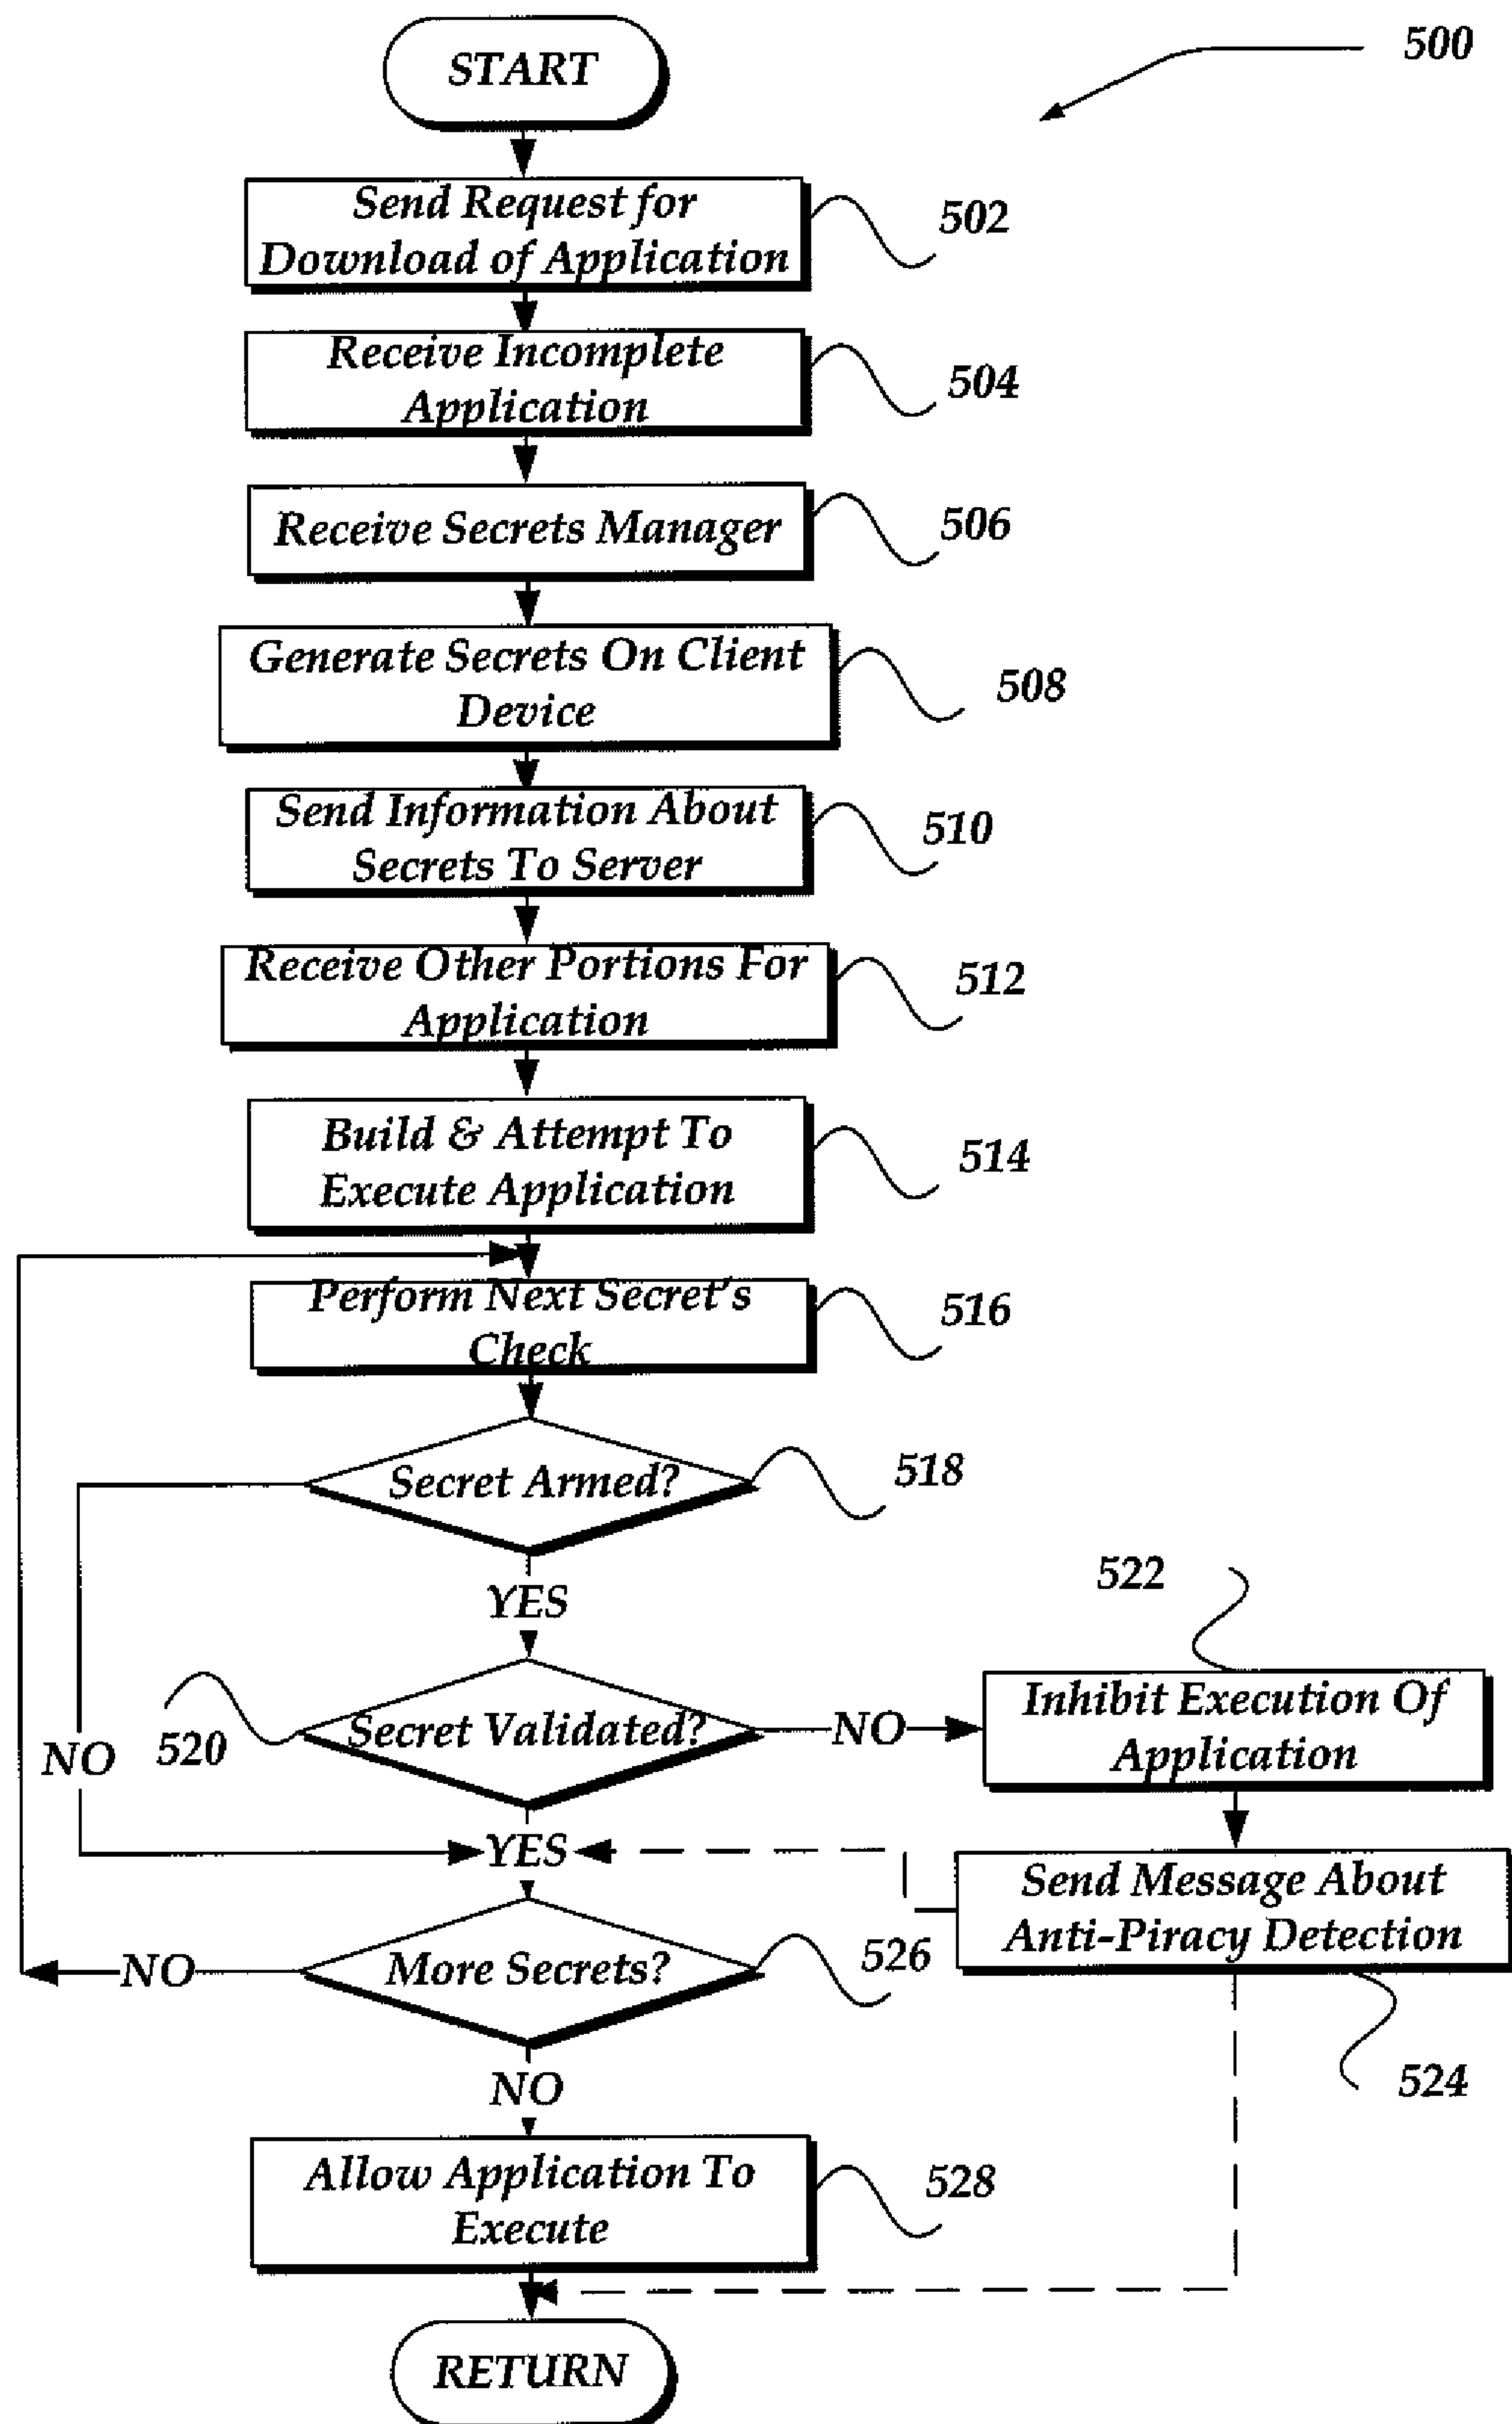 START
500
Send Request for
Download of Application
502
Receive Incomplete
Application
504
Receive Secrets Manager
506
Generate Secrets On Client
Device
508
Send Information About
Secrets To Server
510
Receive Other Portions For
Application
512
Build & Attempt To
Execute Application
514
Perform Next Secret's
Check
516
Secret Armed?
518
YES
522
NO
520
Secret Validated?
NO
Inhibit Execution Of
Application
YES
Send Message About
Anti-Piracy Detection
524
NO
More Secrets?
526
NO
Allow Application To
Execute
528
RETURN